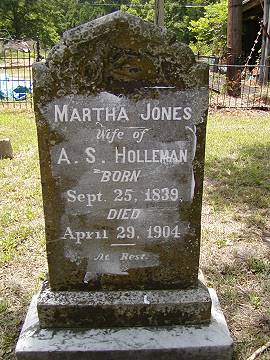 MARTHA JONES
Wife of
A. S. HOLLEMAN
BORN
SEPT. 25, 1839,
DIED
APRIL 29, 1904
At Rest.